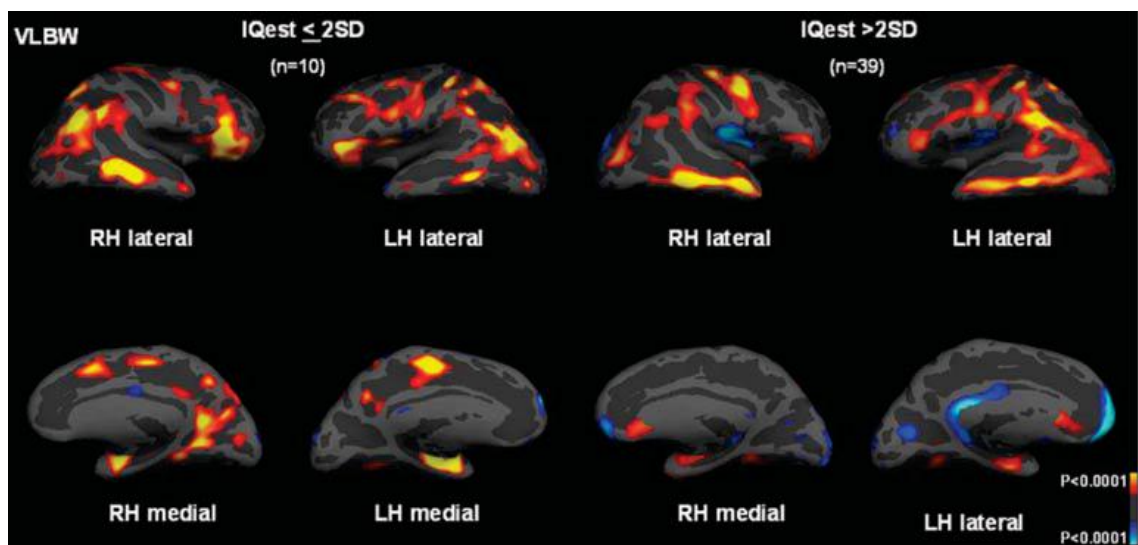 VLBW
IQest < 2SD
(n=10)
IQest >2SD
(n=39)
RH lateral
LH lateral
RH lateral
LH lateral
RH medial
LH medial
RH medial
LH lateral
P<0.0001
P<0.0001